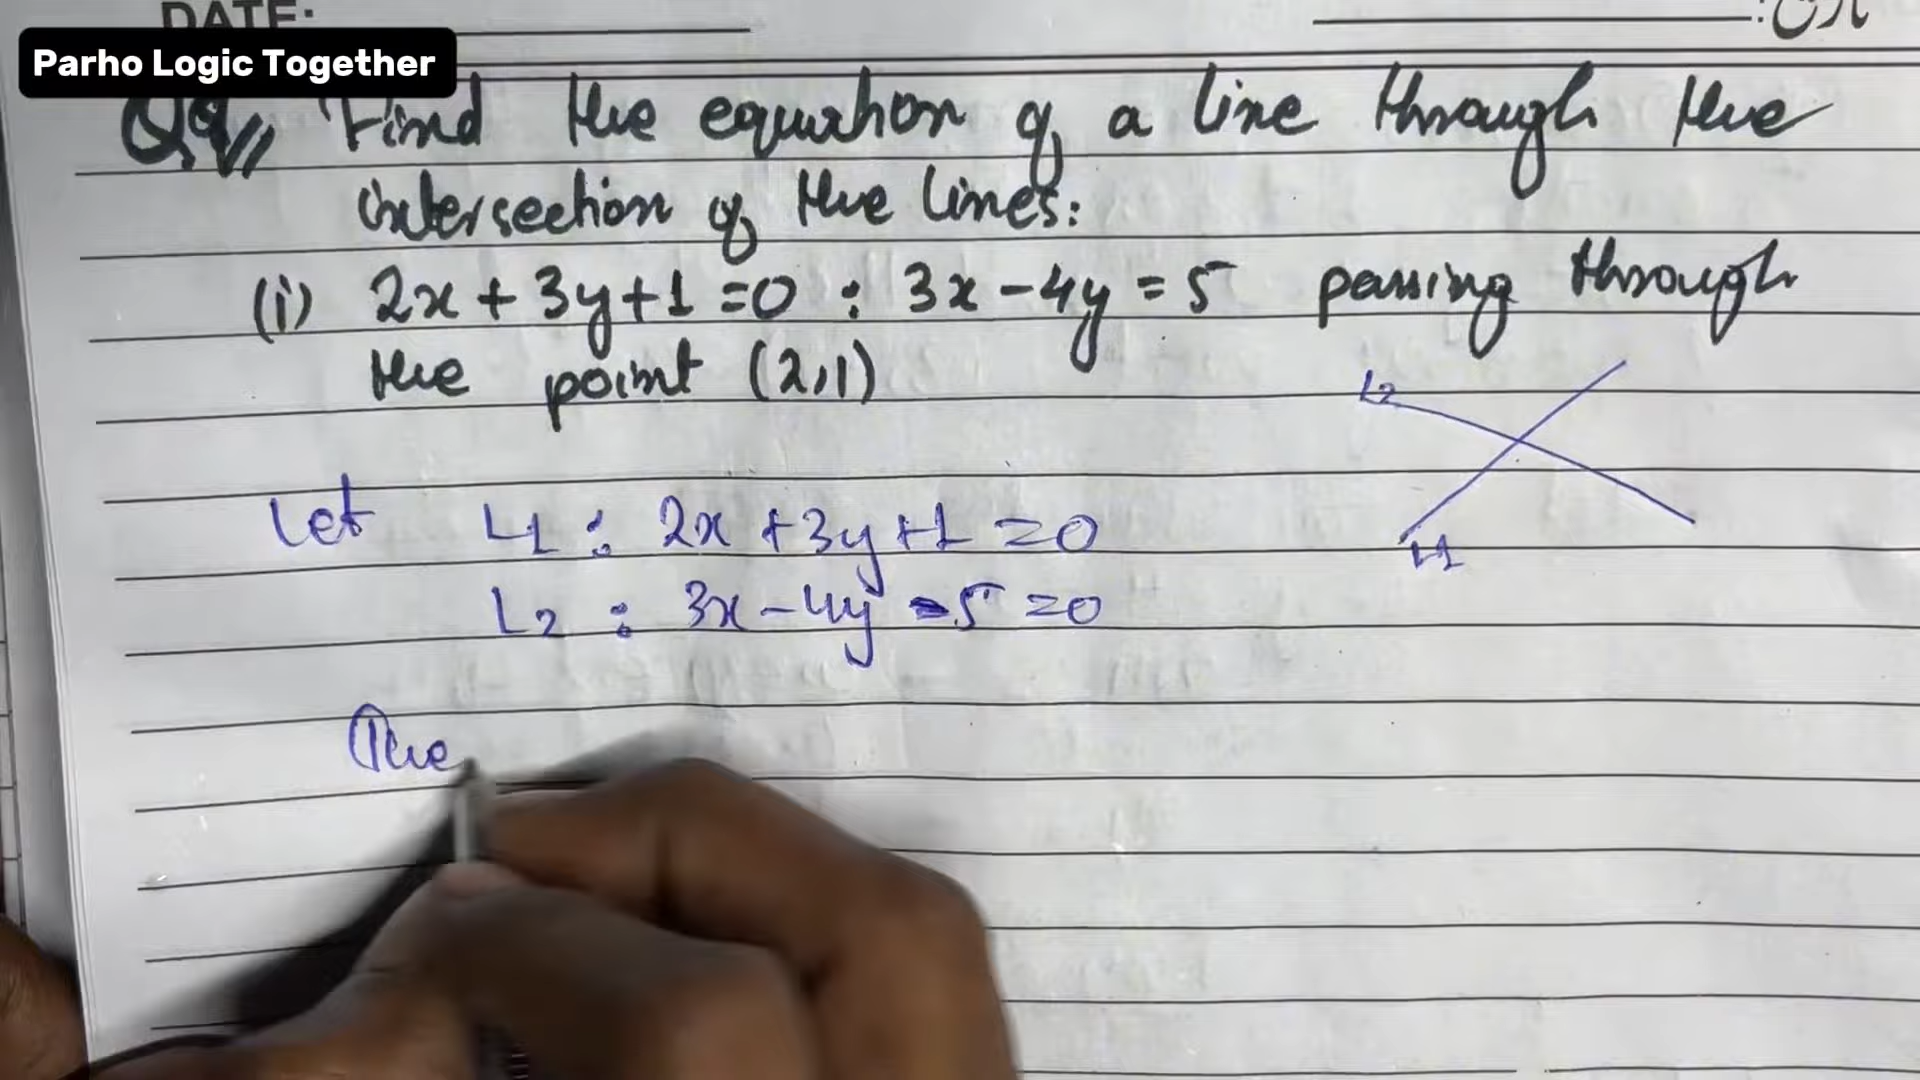 DATE:
Parho Logic Together
Q9// Find the equation of a line through the
intersection of the lines:
(i) 2x + 3y + 1 = 0 ; 3x - 4y = 5 passing through
the point (2,1)
L2
L1
Let L1 : 2x + 3y + 1 = 0
L2 : 3x - 4y - 5 = 0
The